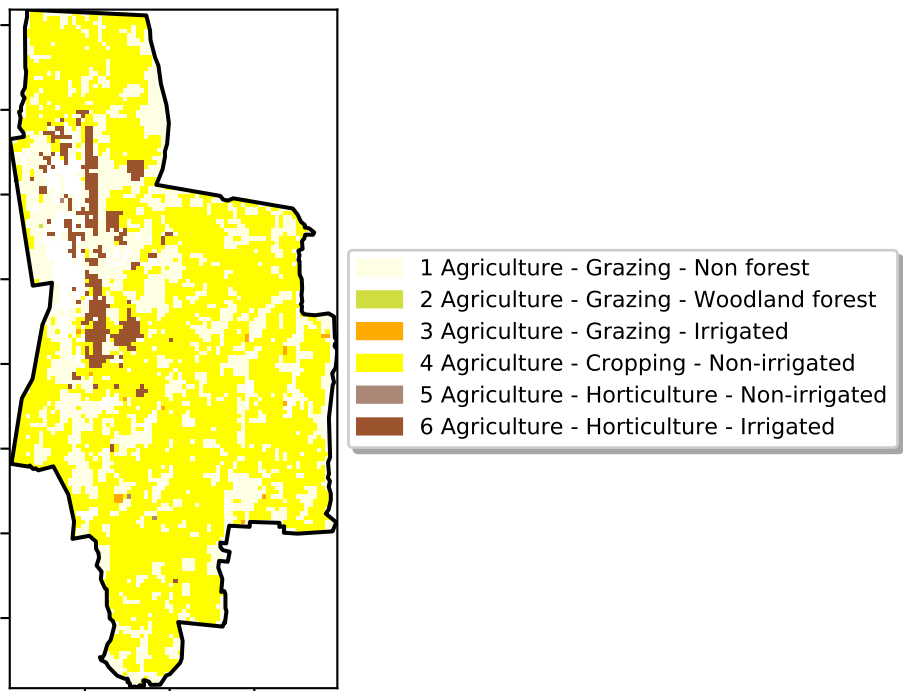 1 Agriculture - Grazing - Non forest
2 Agriculture - Grazing - Woodland forest
3 Agriculture - Grazing - Irrigated
4 Agriculture - Cropping - Non-irrigated
5 Agriculture - Horticulture - Non-irrigated
6 Agriculture - Horticulture - Irrigated